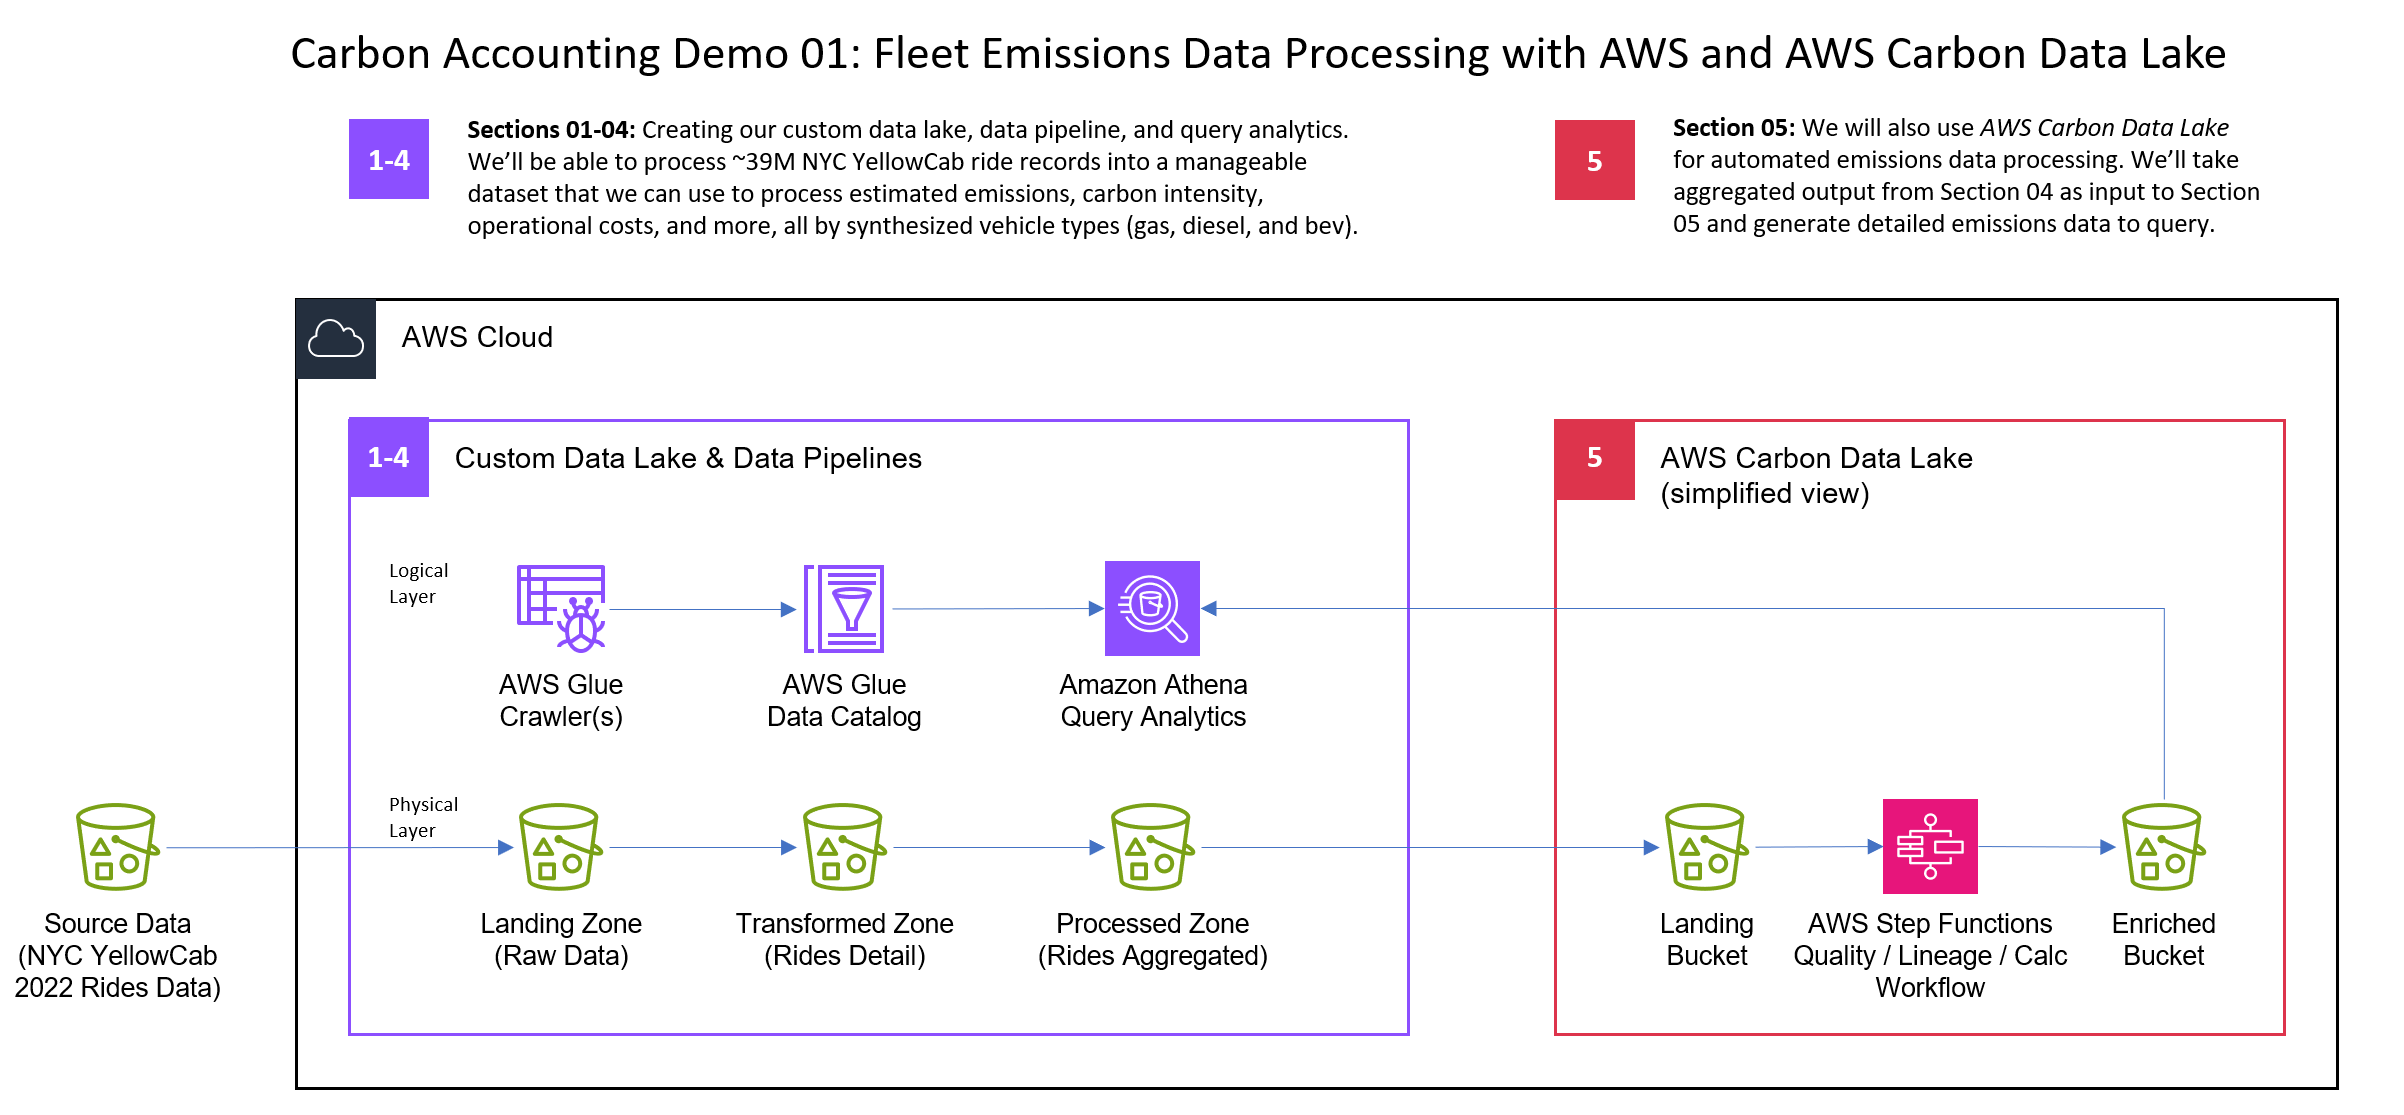 Carbon Accounting Demo 01: Fleet Emissions Data Processing with AWS and AWS Carbon Data Lake
1-4
Sections 01-04: Creating our custom data lake, data pipeline, and query analytics.
We’ll be able to process ~39M NYC YellowCab ride records into a manageable
dataset that we can use to process estimated emissions, carbon intensity,
operational costs, and more, all by synthesized vehicle types (gas, diesel, and bev).
5
Section 05: We will also use AWS Carbon Data Lake
for automated emissions data processing. We’ll take
aggregated output from Section 04 as input to Section
05 and generate detailed emissions data to query.
AWS Cloud
1-4
Custom Data Lake & Data Pipelines
Logical
Layer
AWS Glue
Crawler(s)
AWS Glue
Data Catalog
Amazon Athena
Query Analytics
Physical
Layer
Source Data
(NYC YellowCab
2022 Rides Data)
Landing Zone
(Raw Data)
Transformed Zone
(Rides Detail)
Processed Zone
(Rides Aggregated)
5
AWS Carbon Data Lake
(simplified view)
Landing
Bucket
AWS Step Functions
Quality / Lineage / Calc
Workflow
Enriched
Bucket